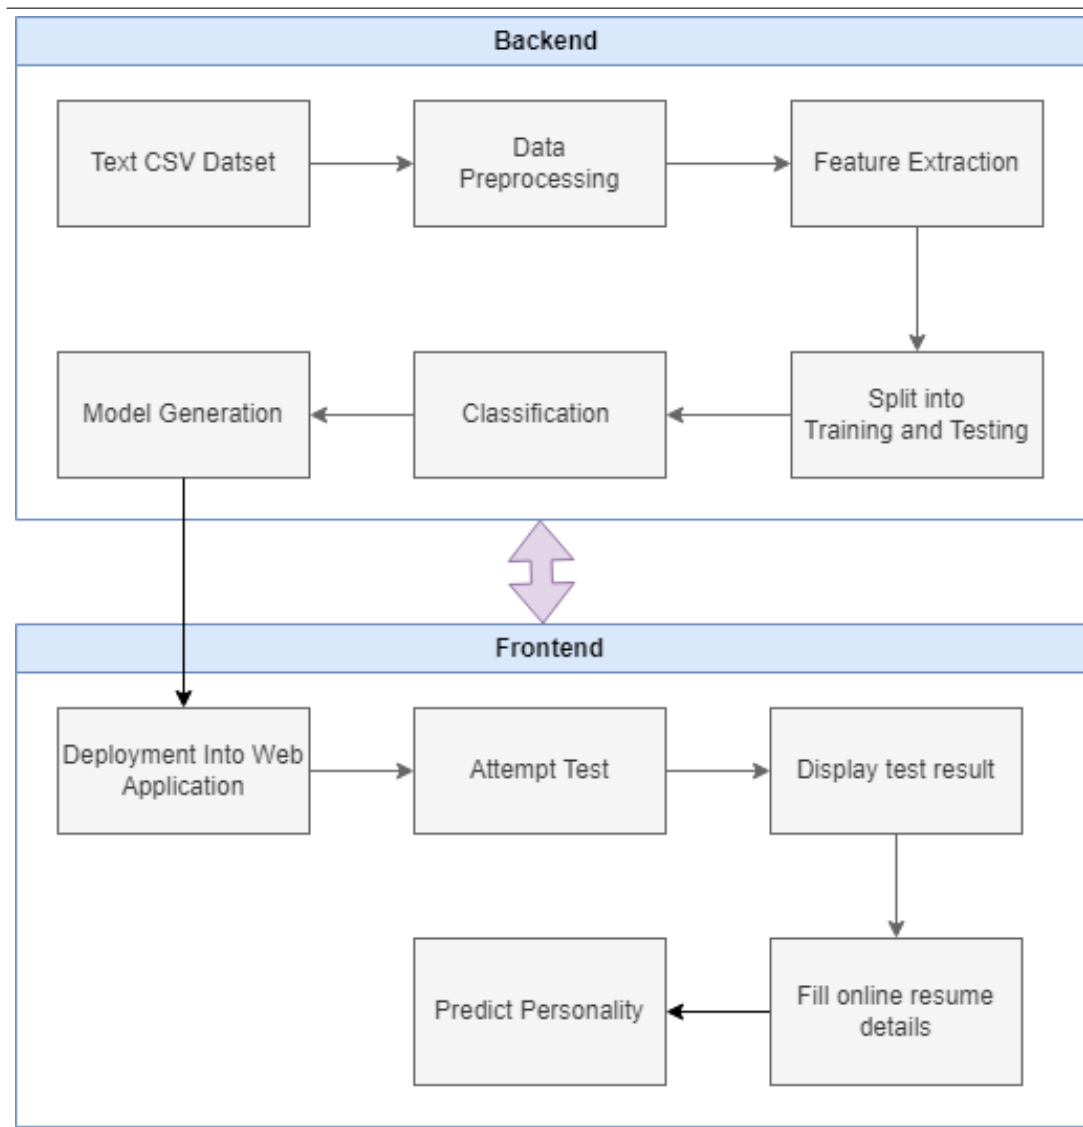 Backend
Text CSV Datset
Data
Preprocessing
Feature Extraction
Split into
Training and Testing
Classification
Model Generation
Frontend
Deployment Into Web
Application
Attempt Test
Display test result
Fill online resume
details
Predict Personality